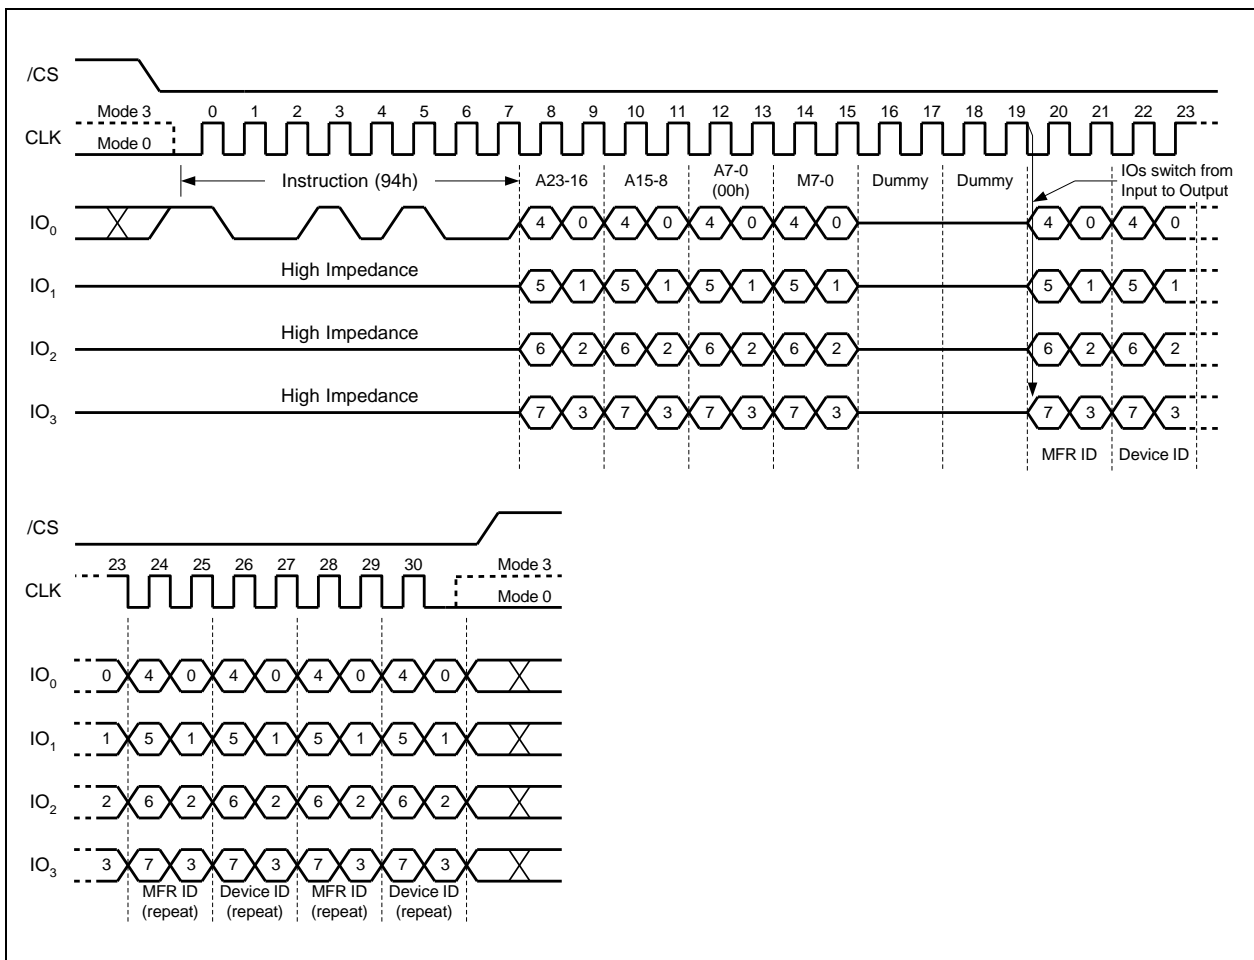 /CS
Mode 3 0 1 2 3 4 5 6 7 8 9 10 11 12 13 14 15 16 17 18 19 20 21 22 23
CLK Mode 0
Instruction (94h) A23-16 A15-8 A7-0 (00h) M7-0 Dummy Dummy IOs switch from Input to Output
IO0 4 0 4 0 4 0 4 0 4 0 4 0
High Impedance
IO1 5 1 5 1 5 1 5 1 5 1 5 1
High Impedance
IO2 6 2 6 2 6 2 6 2 6 2 6 2
High Impedance
IO3 7 3 7 3 7 3 7 3 7 3 7 3
MFR ID Device ID
/CS
23 24 25 26 27 28 29 30 Mode 3
CLK Mode 0
IO0 0 4 0 4 0 4 0 4 0
IO1 1 5 1 5 1 5 1 5 1
IO2 2 6 2 6 2 6 2 6 2
IO3 3 7 3 7 3 7 3 7 3
MFR ID Device ID MFR ID Device ID
(repeat) (repeat) (repeat) (repeat)